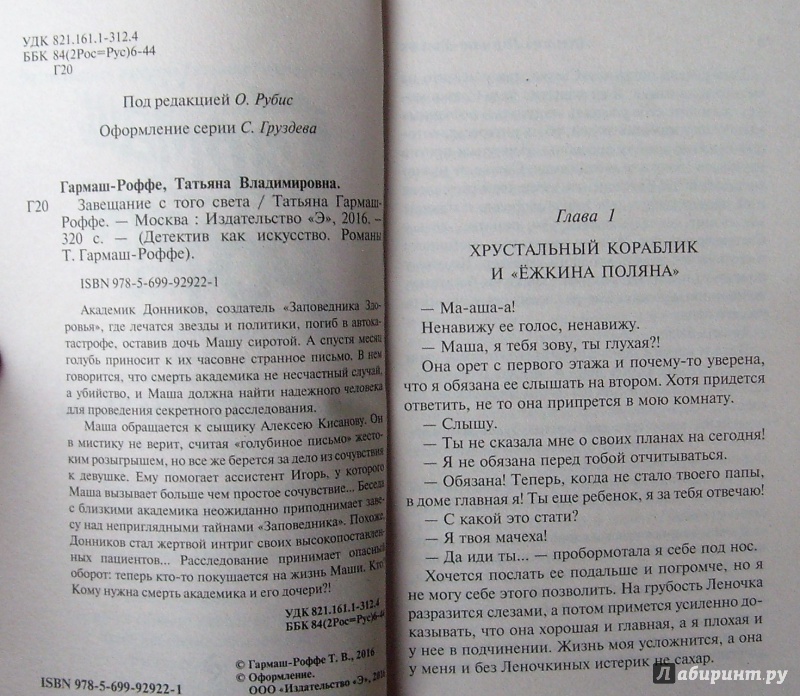 УДК 821.161.1-312.4
ББК 84(2Рос=Рус)6-44
Г20
Под редакцией О. Рубис
Оформление серии С. Груздева
Гармаш-Роффе, Татьяна Владимировна.
Г20 Завещание с того света / Татьяна Гармаш-
Роффе. — Москва : Издательство «Э», 2016. —
320 с. — (Детектив как искусство. Романы
Т. Гармаш-Роффе).
ISBN 978-5-699-92922-1
Академик Донников, создатель «Заповедника Здо-
ровья», где лечатся звезды и политики, погиб в автока-
тастрофе, оставив дочь Машу сиротой. А спустя месяц
голубь приносит к их часовне странное письмо. В нем
говорится, что смерть академика не несчастный случай,
а убийство, и Маша должна найти надежного человека
для проведения секретного расследования.
Маша обращается к сыщику Алексею Кисанову. Он
в мистику не верит, считая «голубиное письмо» жесто-
ким розыгрышем, но все же берется за дело из сочувствия
к девушке. Ему помогает ассистент Игорь, у которого
Маша вызывает больше чем простое сочувствие... Беседа
с близкими академика неожиданно приподнимает заве-
су над неприглядными тайнами «Заповедника». Похоже,
Донников стал жертвой интриг своих высокопоставлен-
ных пациентов... Расследование принимает опасный
оборот: теперь кто-то покушается на жизнь Маши. Кто?
Кому нужна смерть академика и его дочери?!
УДК 821.161.1-312.4
ББК 84(2Рос=Рус)6-44
© Гармаш-Роффе Т. В., 2016
© Оформление.
ООО «Издательство «Э», 2016
ISBN 978-5-699-92922-1
Глава 1
ХРУСТАЛЬНЫЙ КОРАБЛИК
И «ЁЖКИНА ПОЛЯНА»
— Ма-аша-а!
Ненавижу ее голос, ненавижу.
— Маша, я тебя зову, ты глухая?!
Она орет с первого этажа и почему-то уверена,
что я обязана ее слышать на втором. Хотя придется
ответить, не то она припрется в мою комнату.
— Слышу.
— Ты не сказала мне о своих планах на сегодня!
— Я не обязана перед тобой отчитываться.
— Обязана! Теперь, когда не стало твоего папы,
в доме главная я! Ты еще ребенок, я за тебя отвечаю!
— С какой это стати?
— Я твоя мачеха!
— Да иди ты... — пробормотала я себе под нос.
Хочется послать ее подальше и погромче, но я
не могу себе этого позволить. На грубость Леночка
разразится слезами, а потом примется усиленно до-
казывать, что она хорошая и главная, а я плохая и
у нее в подчинении. Жизнь моя усложнится, а она
у меня и без Леночкиных истерик не сахар.
Лабиринт.ру